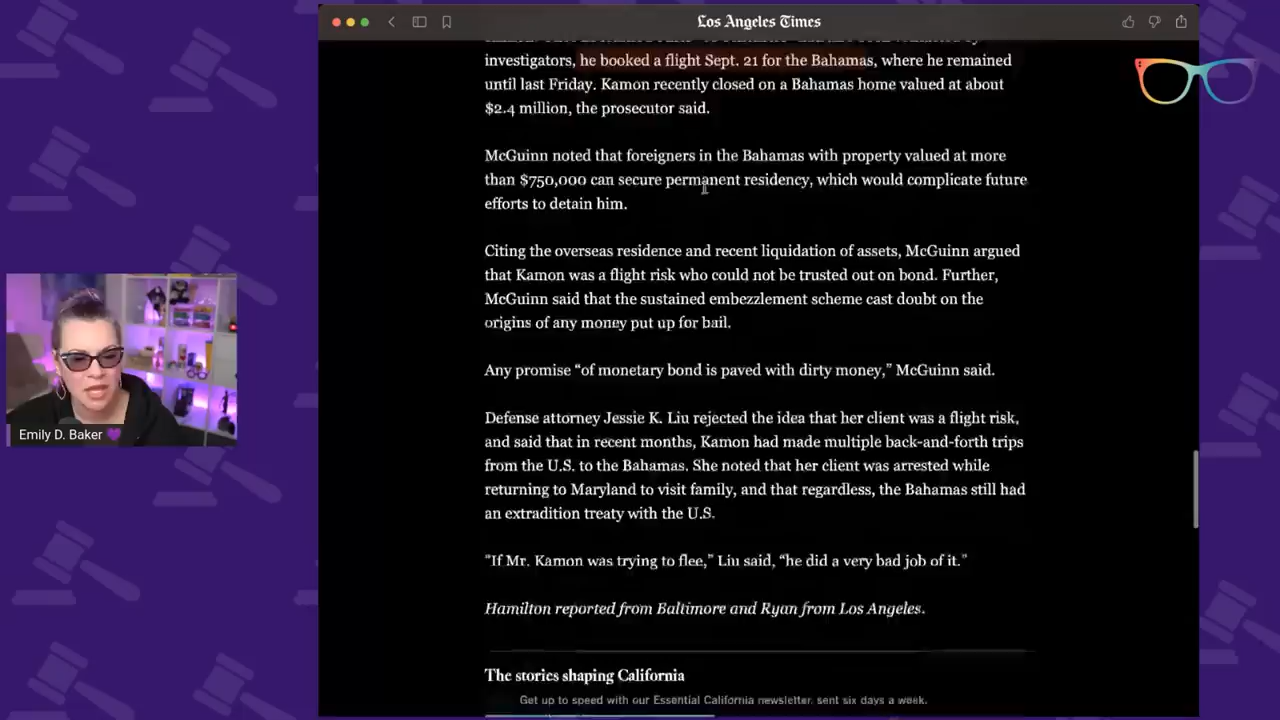 Los Angeles Times
investigators, he booked a flight Sept. 21 for the Bahamas, where he remained
until last Friday. Kamon recently closed on a Bahamas home valued at about
$2.4 million, the prosecutor said.
McGuinn noted that foreigners in the Bahamas with property valued at more
than $750,000 can secure permanent residency, which would complicate future
efforts to detain him.
Citing the overseas residence and recent liquidation of assets, McGuinn argued
that Kamon was a flight risk who could not be trusted out on bond. Further,
McGuinn said that the sustained embezzlement scheme cast doubt on the
origins of any money put up for bail.
Any promise “of monetary bond is paved with dirty money,” McGuinn said.
Defense attorney Jessie K. Liu rejected the idea that her client was a flight risk,
and said that in recent months, Kamon had made multiple back-and-forth trips
from the U.S. to the Bahamas. She noted that her client was arrested while
returning to Maryland to visit family, and that regardless, the Bahamas still had
an extradition treaty with the U.S.
“If Mr. Kamon was trying to flee,” Liu said, “he did a very bad job of it.”
Hamilton reported from Baltimore and Ryan from Los Angeles.
The stories shaping California
Get up to speed with our Essential California newsletter, sent six days a week.
Emily D. Baker